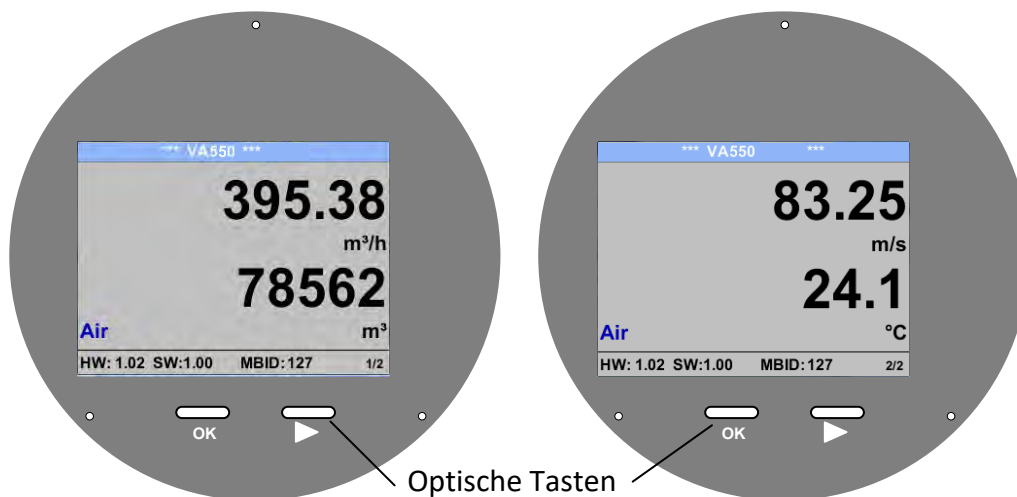 *** VA550 ***
395.38
m³/h
78562
Air m³
HW: 1.02 SW:1.00 MBID:127 1/2
OK
*** VA550 ***
83.25
m/s
24.1
Air °C
HW: 1.02 SW:1.00 MBID:127 2/2
OK
Optische Tasten